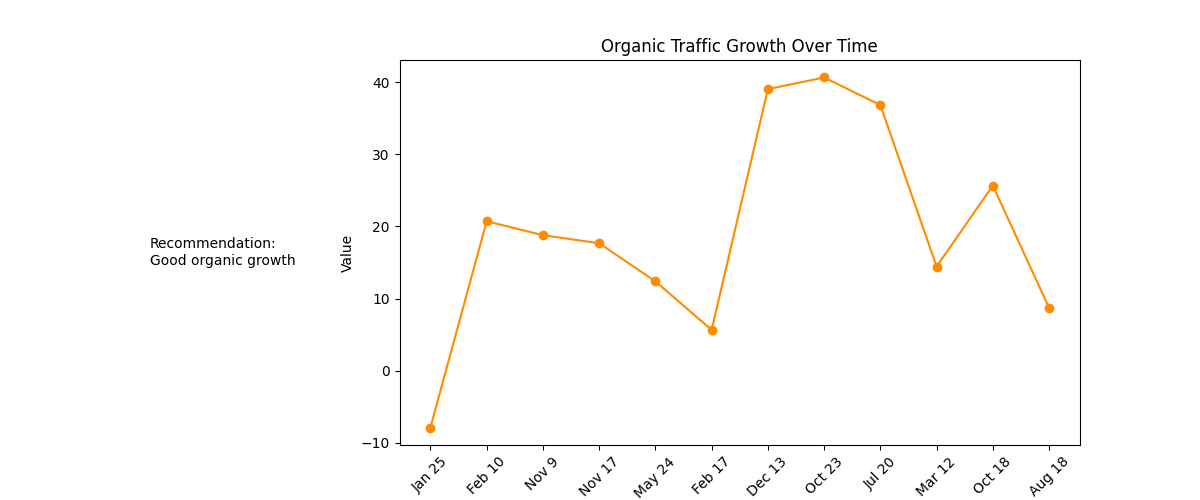 Organic Traffic Growth Over Time
Recommendation:
Good organic growth
Value
40
30
20
10
0
−10
Jan 25
Feb 10
Nov 9
Nov 17
May 24
Feb 17
Dec 13
Oct 23
Jul 20
Mar 12
Oct 18
Aug 18